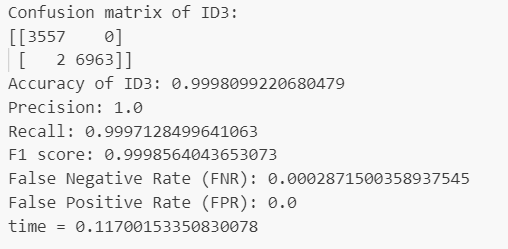 Confusion matrix of ID3:
[[3557    0]
 [   2 6963]]
Accuracy of ID3: 0.9998099220680479
Precision: 1.0
Recall: 0.9997128499641063
F1 score: 0.9998564043653073
False Negative Rate (FNR): 0.0002871500358937545
False Positive Rate (FPR): 0.0
time = 0.11700153350830078